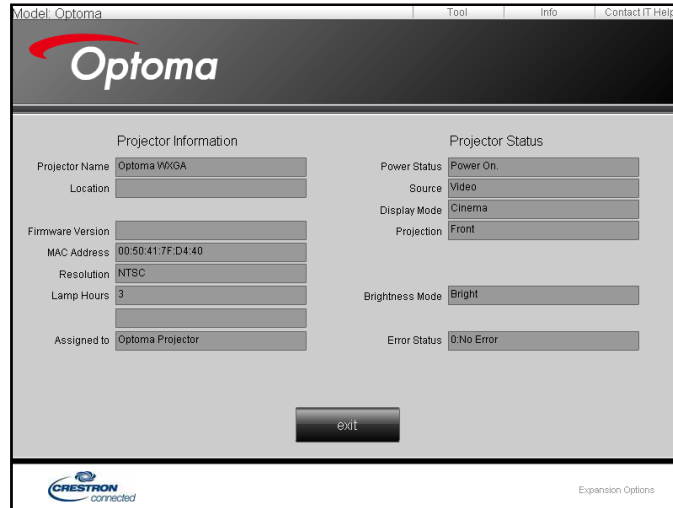 Model: Optoma
Tool Info Contact IT Help
Optoma
Projector Information
Projector Status
Projector Name Optoma WXGA
Power Status Power On.
Location
Source Video
Display Mode Cinema
Firmware Version
Projection Front
MAC Address 00:50:41:7F:D4:40
Resolution NTSC
Lamp Hours 3
Brightness Mode Bright
Assigned to Optoma Projector
Error Status 0:No Error
exit
CRESTRON
connected
Expansion Options